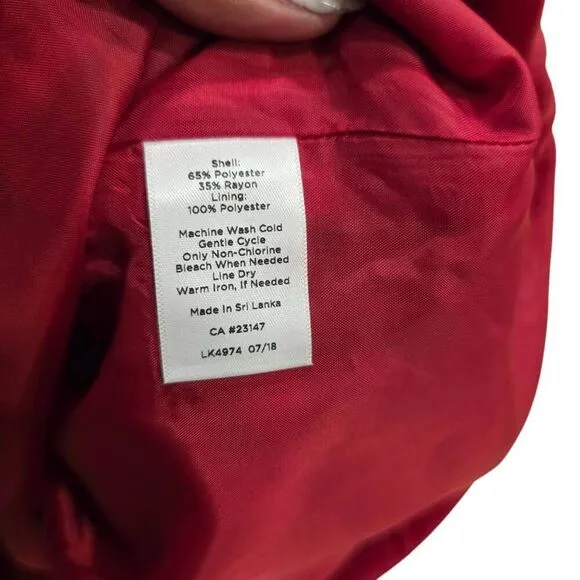 Shell:
65% Polyester
35% Rayon
Lining:
100% Polyester
Machine Wash Cold
Gentle Cycle
Only Non-Chlorine
Bleach When Needed
Line Dry
Warm Iron, If Needed
Made In Sri Lanka
CA #23147
LK4974 07/18